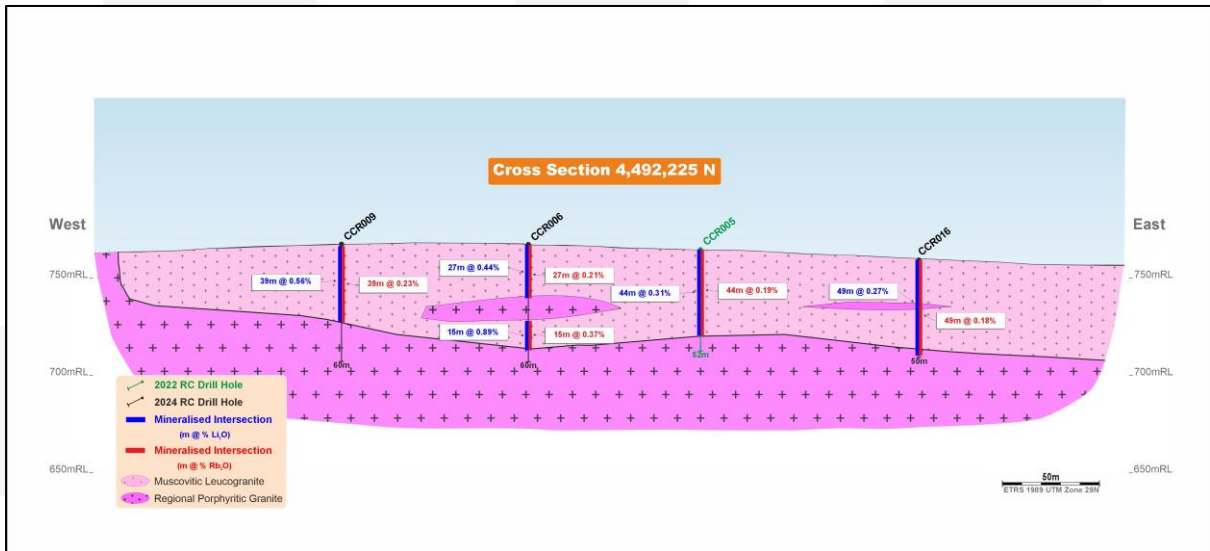 Cross Section 4,492,225 N
West
East
CCR009
CCR006
CCR005
CCR016
750mRL
750mRL
39m @ 0.56%
39m @ 0.23%
27m @ 0.44%
27m @ 0.21%
44m @ 0.31%
44m @ 0.19%
49m @ 0.27%
49m @ 0.18%
15m @ 0.89%
15m @ 0.37%
60m
60m
52m
50m
700mRL
700mRL
2022 RC Drill Hole
2024 RC Drill Hole
Mineralised Intersection
(m @ % Li₂O)
Mineralised Intersection
(m @ % Rb₂O)
Muscovitic Leucogranite
Regional Porphyritic Granite
650mRL
650mRL
50m
ETRS 1989 UTM Zone 29N